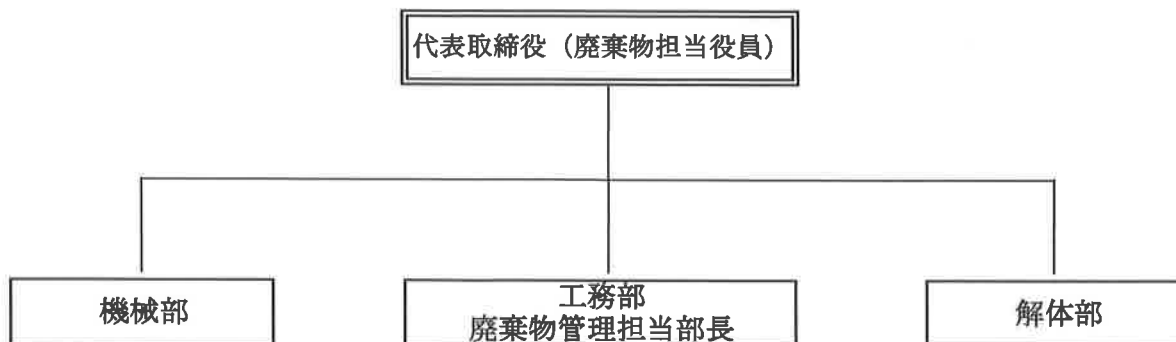 代表取締役（廃棄物担当役員）
機械部
工務部
廃棄物管理担当部長
解体部